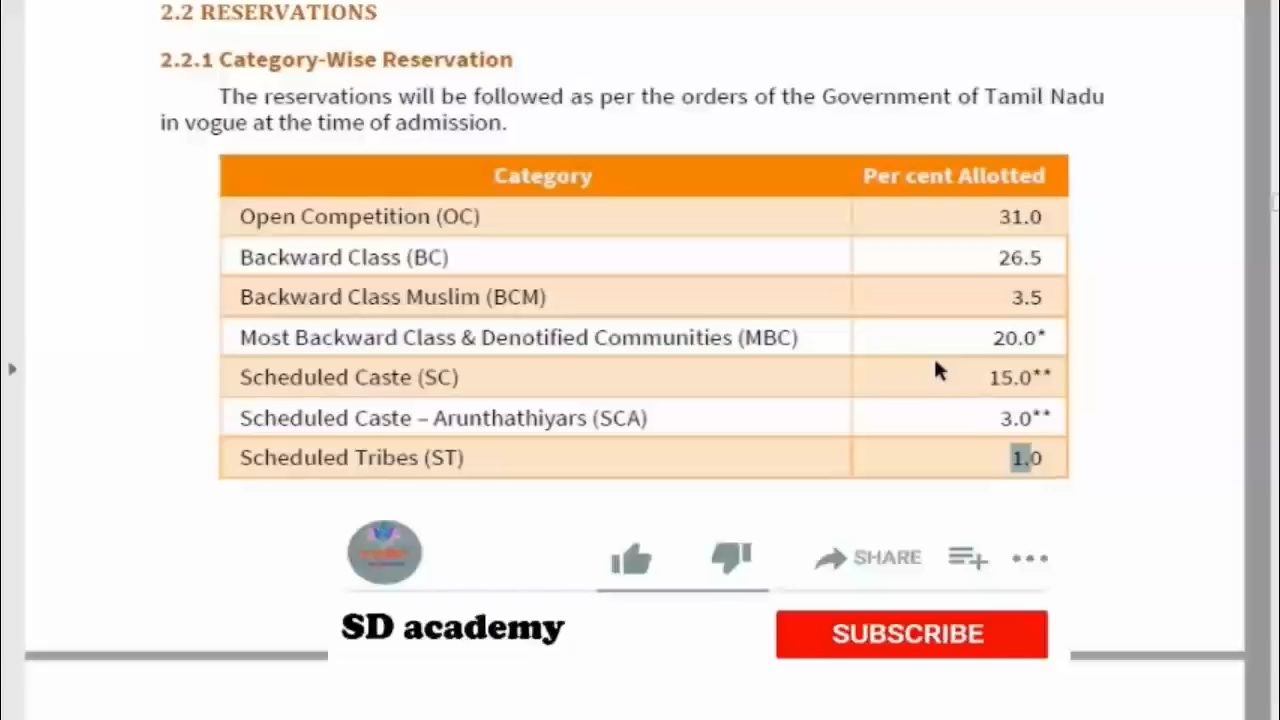 2.2 RESERVATIONS
2.2.1 Category-Wise Reservation
The reservations will be followed as per the orders of the Government of Tamil Nadu
in vogue at the time of admission.
Category Per cent Allotted
Open Competition (OC) 31.0
Backward Class (BC) 26.5
Backward Class Muslim (BCM) 3.5
Most Backward Class & Denotified Communities (MBC) 20.0*
Scheduled Caste (SC) 15.0**
Scheduled Caste – Arunthathiyars (SCA) 3.0**
Scheduled Tribes (ST) 1.0
SHARE
SD academy
SUBSCRIBE